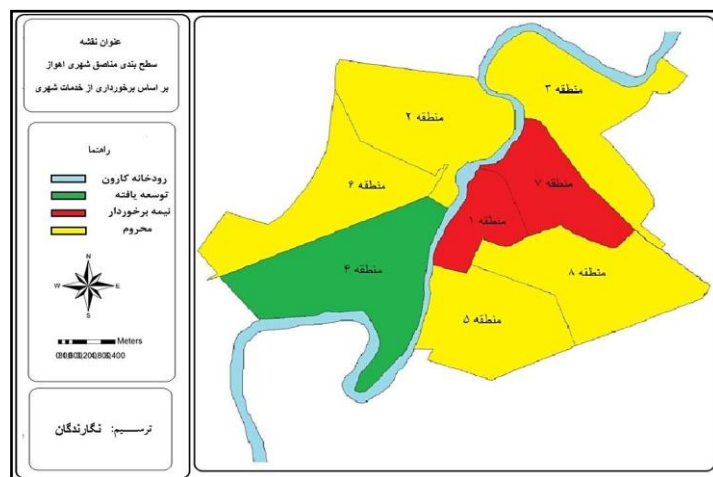 عنوان نقشه
سطح بندی مناصق شهری اهواز
بر اساس برخورداری از خدمات شهری
راهنما
رودخانه کارون
توسعه یافته
نیمه برخوردار
محروم
N
W
E
S
Meters
ترســـیم: نگارندگان
منطقه ۳
منطقه ۲
منطقه ۷
منطقه ۶
منطقه ۱
منطقه ۴
منطقه ۸
منطقه ۵